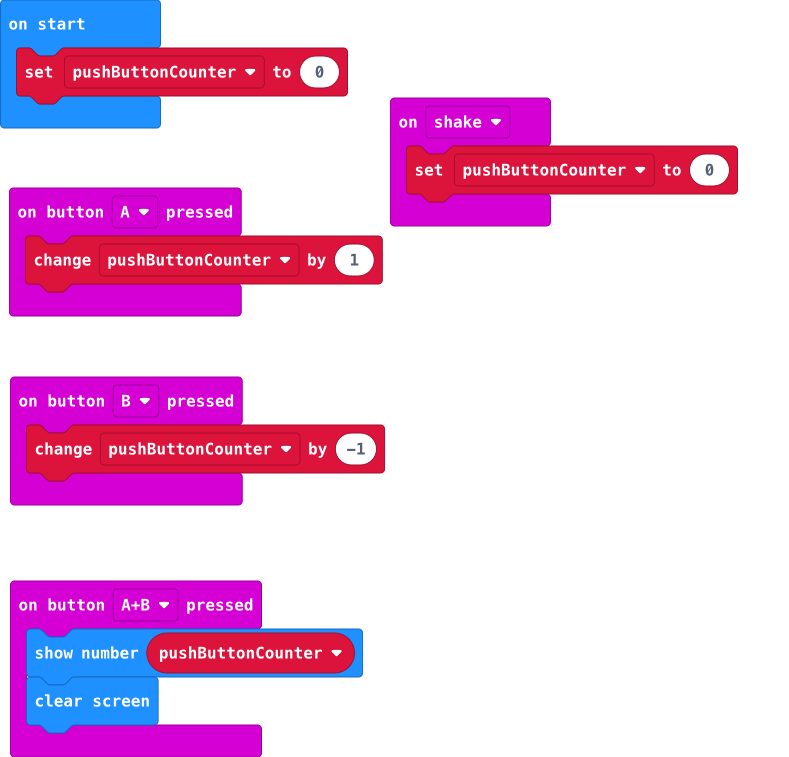 on start
set pushButtonCounter to 0
on shake
set pushButtonCounter to 0
on button A pressed
change pushButtonCounter by 1
on button B pressed
change pushButtonCounter by −1
on button A+B pressed
show number pushButtonCounter
clear screen